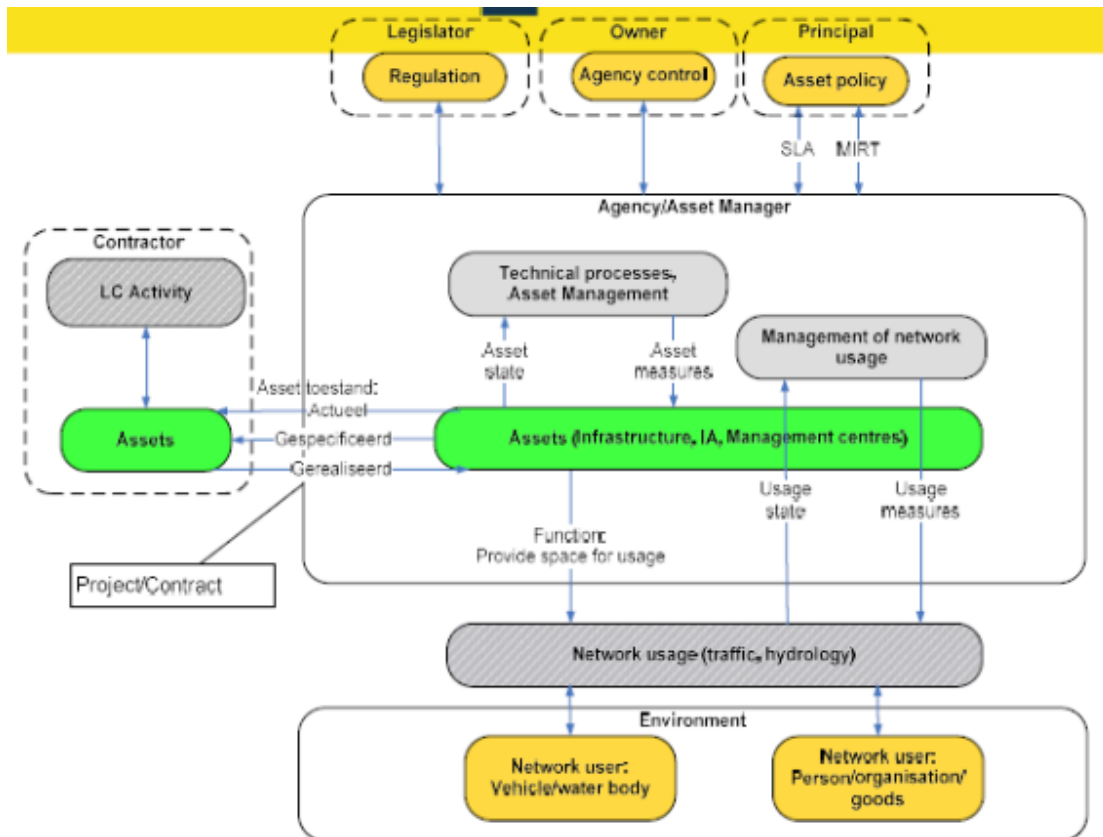 Legislator
Owner
Principal
Regulation
Agency control
Asset policy
SLA
MIRT
Agency/Asset Manager
Contractor
LC Activity
Technical processes,
Asset Management
Management of network
usage
Asset
state
Asset
measures
Asset toestand:
Actueel
Assets
Gespecificeerd
Assets (Infrastructure, IA, Management centres)
Gerealiseerd
Usage
state
Usage
measures
Function:
Provide space for usage
Project/Contract
Network usage (traffic, hydrology)
Environment
Network user:
Vehicle/water body
Network user:
Person/organisation/
goods